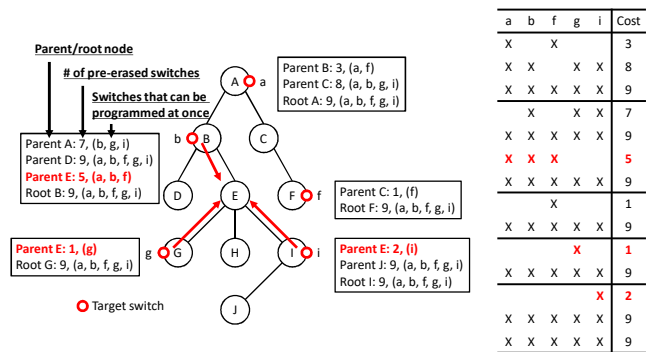 Parent/root node
# of pre-erased switches
Switches that can be
programmed at once
Parent A: 7, (b, g, i)
Parent D: 9, (a, b, f, g, i)
Parent E: 5, (a, b, f)
Root B: 9, (a, b, f, g, i)
Parent B: 3, (a, f)
Parent C: 8, (a, b, g, i)
Root A: 9, (a, b, f, g, i)
A a
b B C
D E F f
Parent C: 1, (f)
Root F: 9, (a, b, f, g, i)
Parent E: 1, (g)
Root G: 9, (a, b, f, g, i)
g G H I i
Parent E: 2, (i)
Parent J: 9, (a, b, f, g, i)
Root I: 9, (a, b, f, g, i)
J
Target switch
a b f g i Cost
X X 3
X X X X 8
X X X X X 9
X X X 7
X X X X X 9
X X X 5
X X X X X 9
X 1
X X X X X 9
X 1
X X X X X 9
X 2
X X X X X 9
X X X X X 9